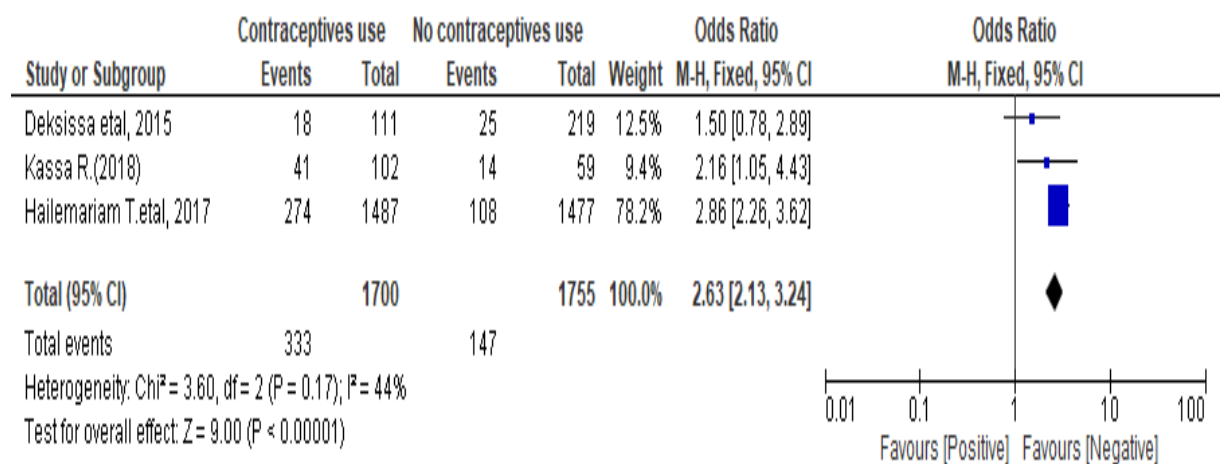 Contraceptives use No contraceptives use Odds Ratio Odds Ratio
Study or Subgroup Events Total Events Total Weight M-H, Fixed, 95% CI M-H, Fixed, 95% CI
Deksissa etal, 2015 18 111 25 219 12.5% 1.50 [0.78, 2.89]
Kassa R.(2018) 41 102 14 59 9.4% 2.16 [1.05, 4.43]
Hailemariam T.etal, 2017 274 1487 108 1477 78.2% 2.86 [2.26, 3.62]
Total (95% CI) 1700 1755 100.0% 2.63 [2.13, 3.24]
Total events 333 147
Heterogeneity: Chi² = 3.60, df = 2 (P = 0.17); I² = 44%
Test for overall effect: Z = 9.00 (P < 0.00001)
0.01 0.1 1 10 100
Favours [Positive] Favours [Negative]